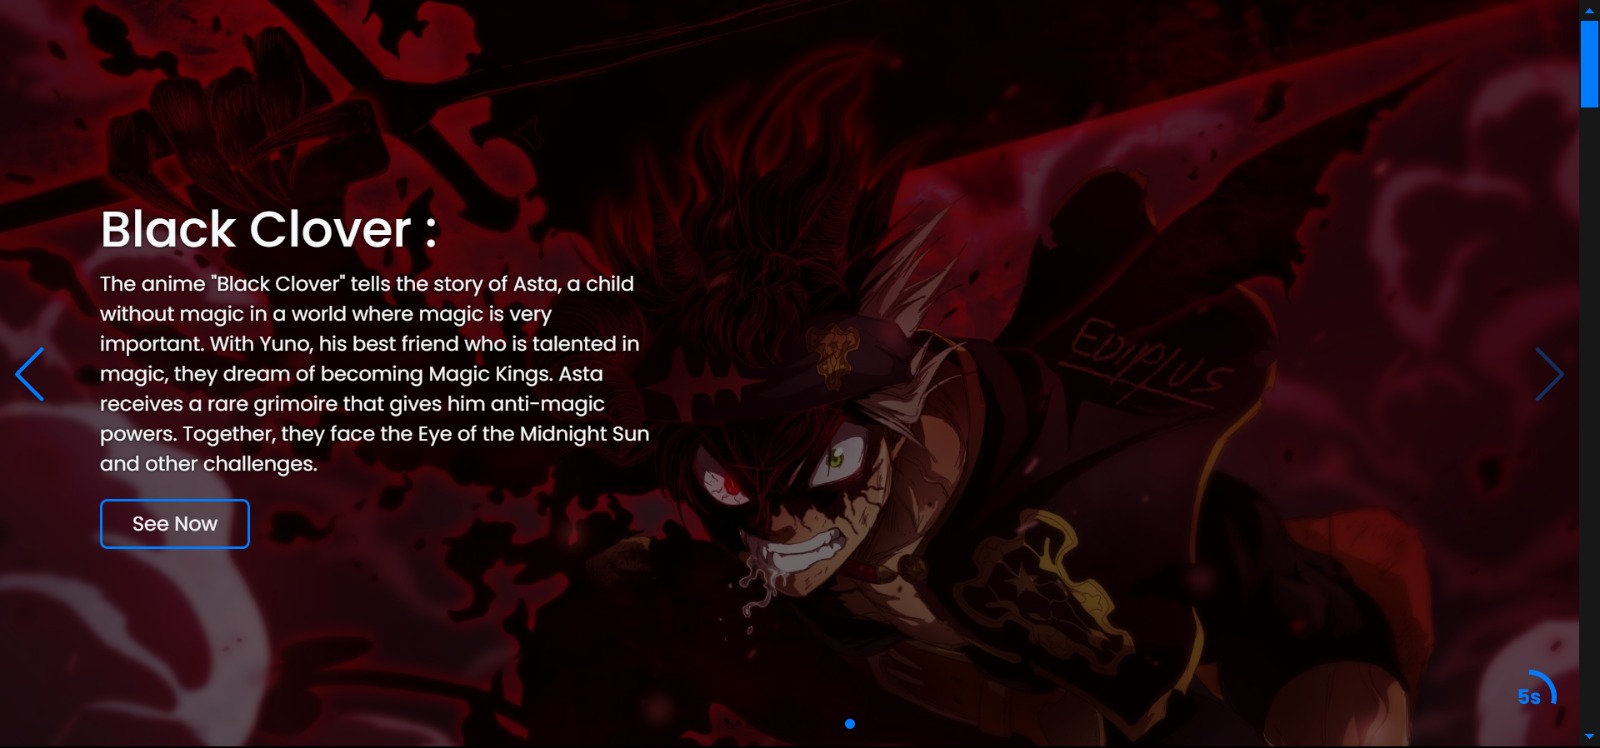 Black Clover :
The anime "Black Clover" tells the story of Asta, a child
without magic in a world where magic is very
important. With Yuno, his best friend who is talented in
magic, they dream of becoming Magic Kings. Asta
receives a rare grimoire that gives him anti-magic
powers. Together, they face the Eye of the Midnight Sun
and other challenges.
See Now
EDIPIUS
5s